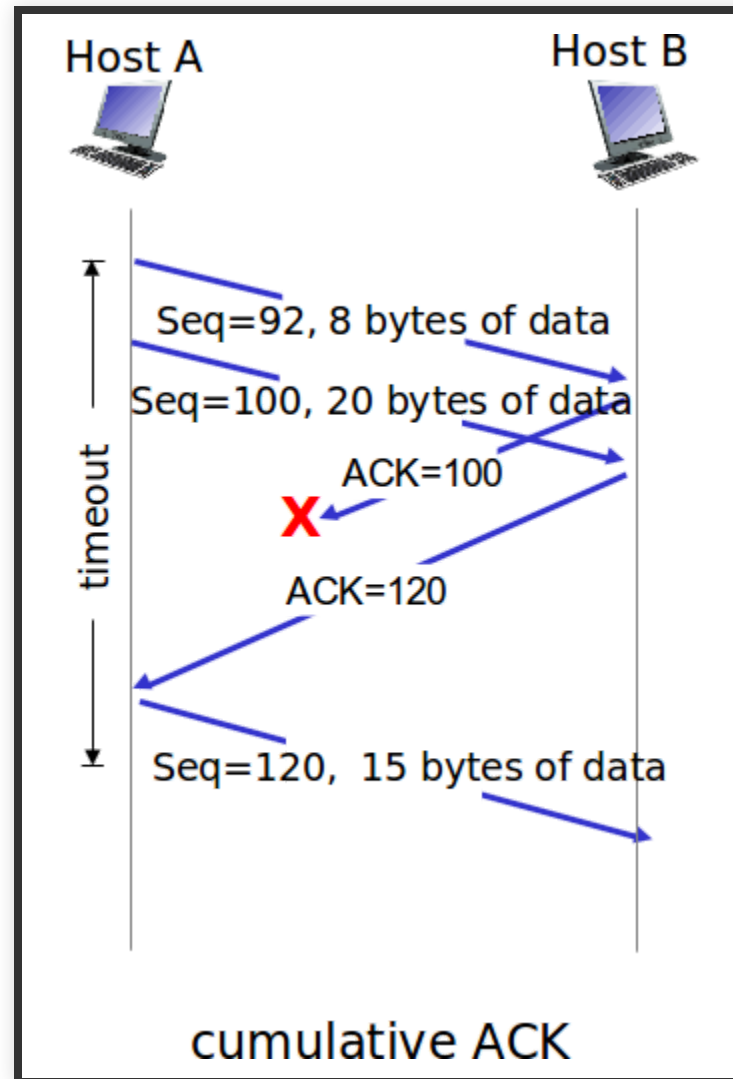 Host A
Host B
Seq=92, 8 bytes of data
Seq=100, 20 bytes of data
ACK=100
X
timeout
ACK=120
Seq=120, 15 bytes of data
cumulative ACK